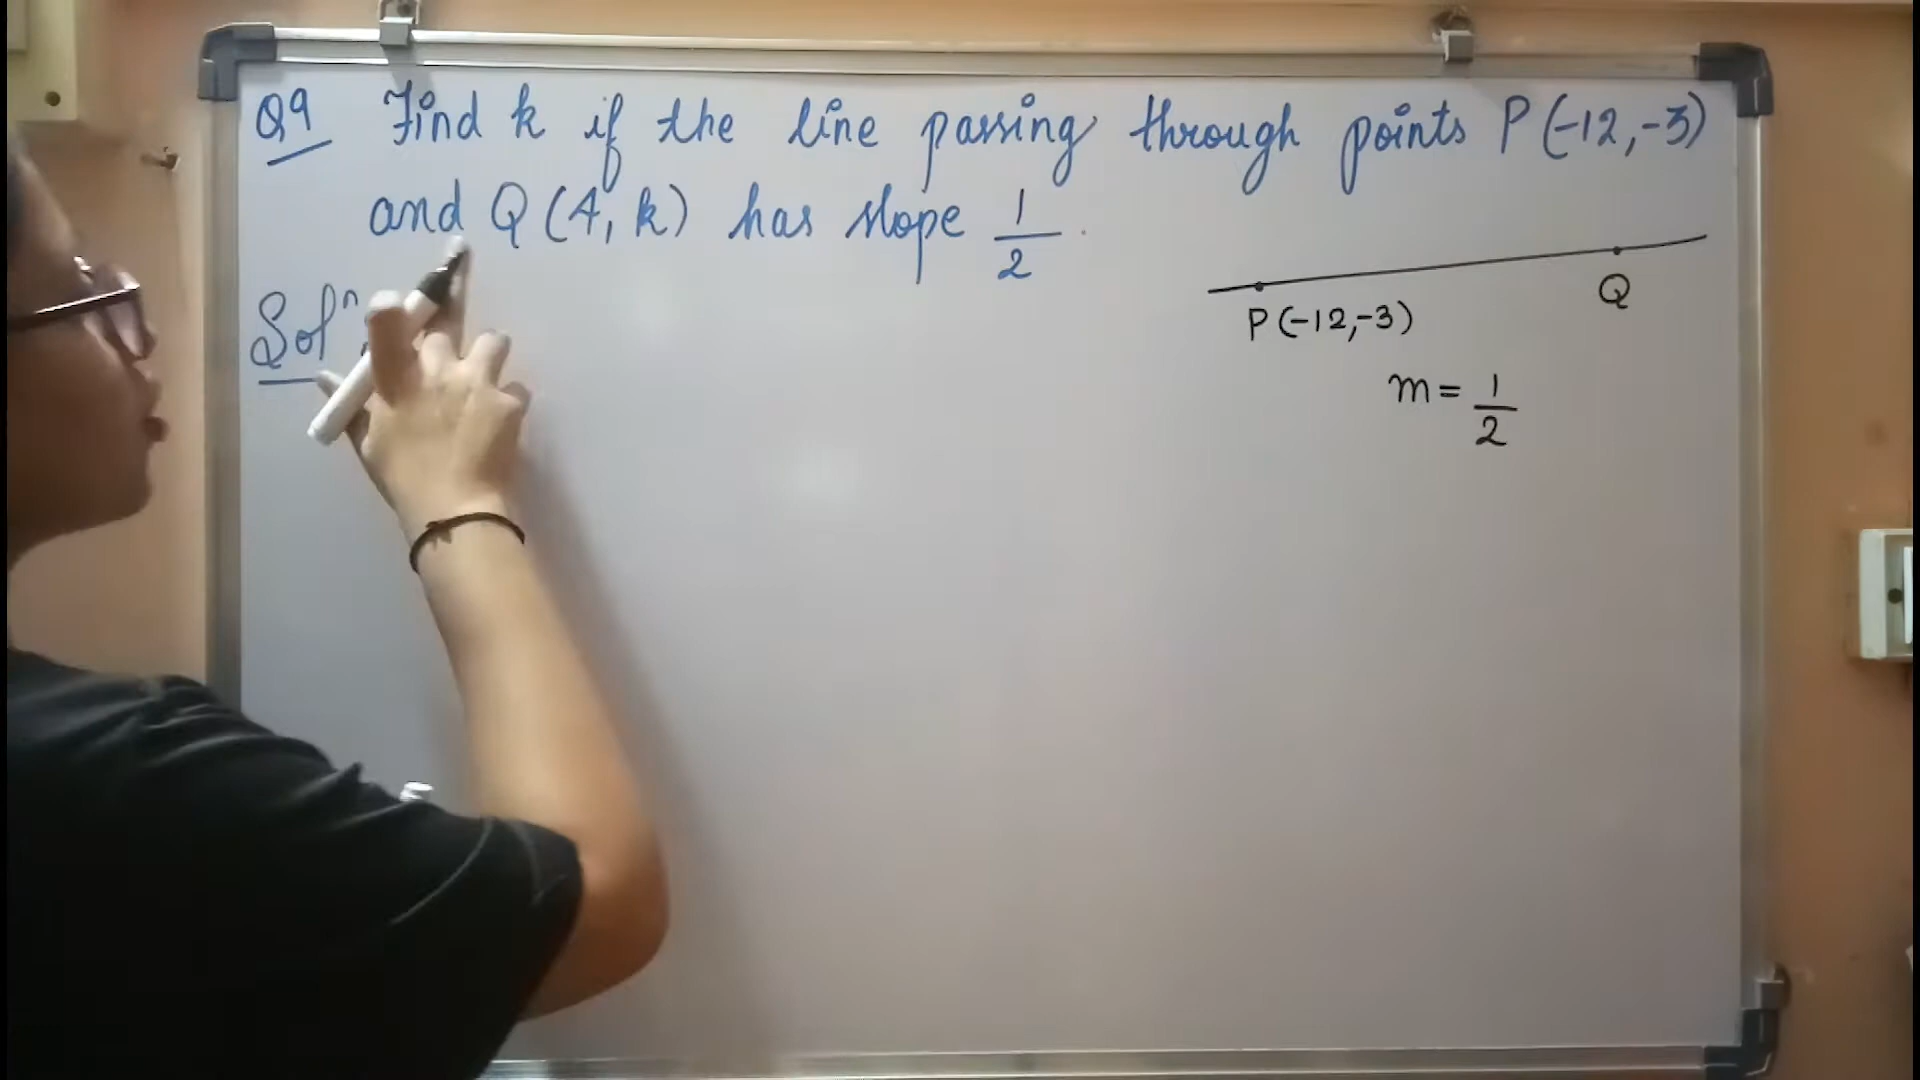 Q9 Find k if the line passing through points P(-12,-3)
and Q(4, k) has slope 1/2.
Solⁿ
P(-12,-3)
Q
m = 1/2